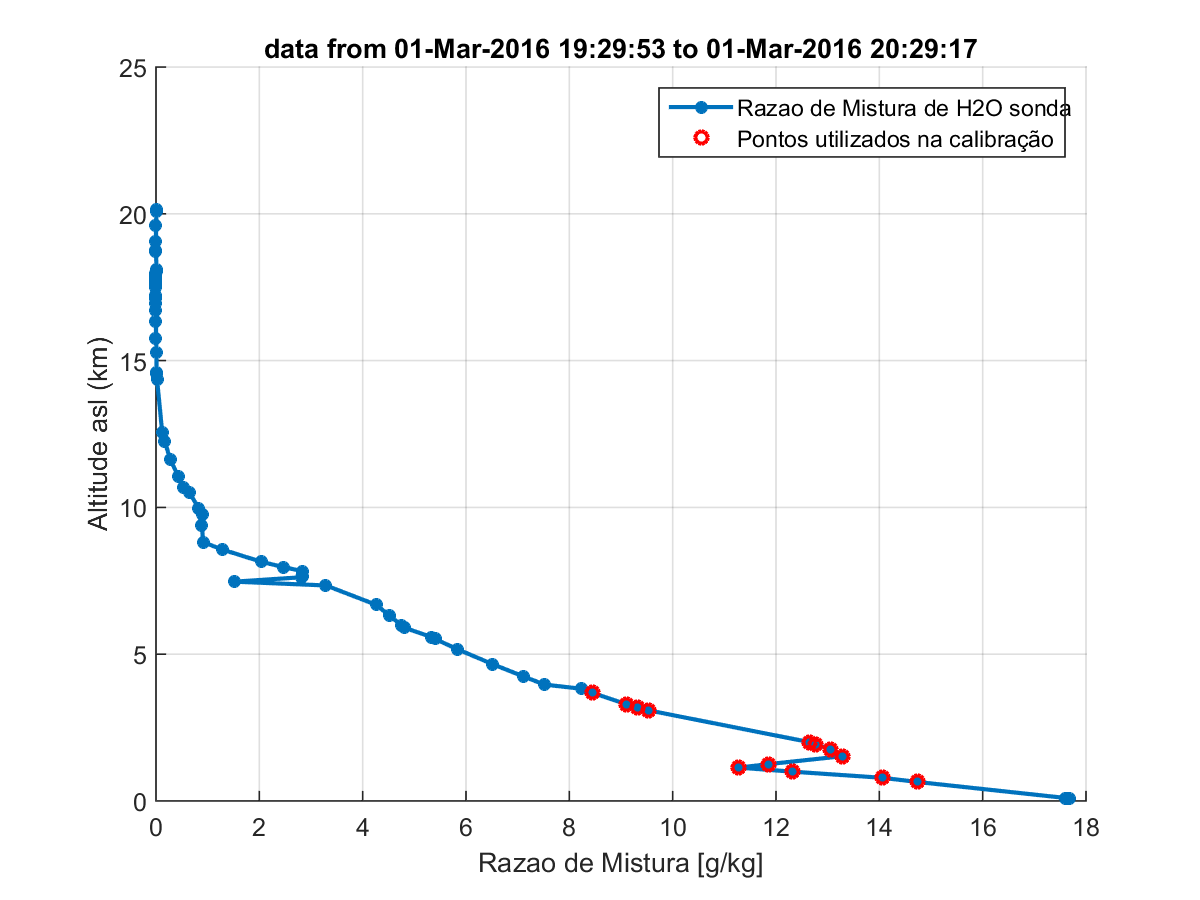 data from 01-Mar-2016 19:29:53 to 01-Mar-2016 20:29:17
Razao de Mistura de H2O sonda
Pontos utilizados na calibração
25
20
15
10
5
0
Altitude asl (km)
0 2 4 6 8 10 12 14 16 18
Razao de Mistura [g/kg]